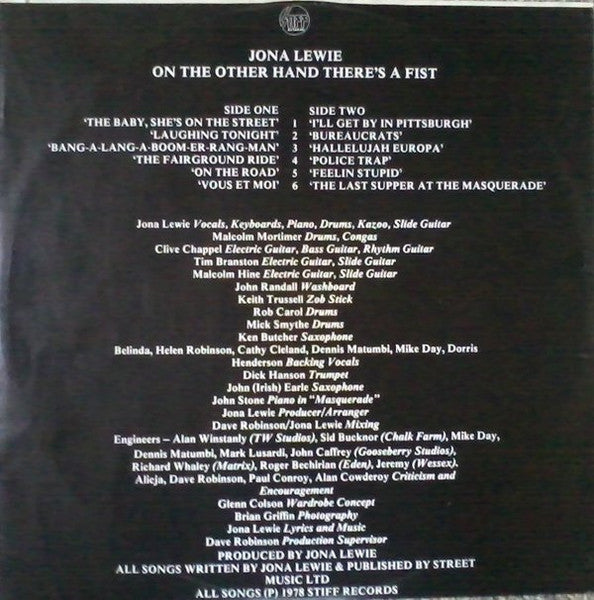 STIFF
JONA LEWIE
ON THE OTHER HAND THERE'S A FIST
SIDE ONE SIDE TWO
'THE BABY, SHE'S ON THE STREET' 1 'I'LL GET BY IN PITTSBURGH'
'LAUGHING TONIGHT' 2 'BUREAUCRATS'
'BANG-A-LANG-A-BOOM-ER-RANG-MAN' 3 'HALLELUJAH EUROPA'
'THE FAIRGROUND RIDE' 4 'POLICE TRAP'
'ON THE ROAD' 5 'FEELIN STUPID'
'VOUS ET MOI' 6 'THE LAST SUPPER AT THE MASQUERADE'
Jona Lewie Vocals, Keyboards, Piano, Drums, Kazoo, Slide Guitar
Malcolm Mortimer Drums, Congas
Clive Chappel Electric Guitar, Bass Guitar, Rhythm Guitar
Tim Branston Electric Guitar, Slide Guitar
Malcolm Hine Electric Guitar, Slide Guitar
John Randall Washboard
Keith Trussell Zob Stick
Rob Carol Drums
Mick Smythe Drums
Ken Butcher Saxophone
Belinda, Helen Robinson, Cathy Cleland, Dennis Matumbi, Mike Day, Dorris
Henderson Backing Vocals
Dick Hanson Trumpet
John (Irish) Earle Saxophone
John Stone Piano in "Masquerade"
Jona Lewie Producer/Arranger
Dave Robinson/Jona Lewie Mixing
Engineers – Alan Winstanly (TW Studios), Sid Bucknor (Chalk Farm), Mike Day,
Dennis Matumbi, Mark Lusardi, John Caffrey (Gooseberry Studios),
Richard Whaley (Matrix), Roger Bechirian (Eden), Jeremy (Wessex).
Alicja, Dave Robinson, Paul Conroy, Alan Cowderoy Criticism and
Encouragement
Glenn Colson Wardrobe Concept
Brian Griffin Photography
Jona Lewie Lyrics and Music
Dave Robinson Production Supervisor
PRODUCED BY JONA LEWIE
ALL SONGS WRITTEN BY JONA LEWIE & PUBLISHED BY STREET
MUSIC LTD
ALL SONGS (P) 1978 STIFF RECORDS